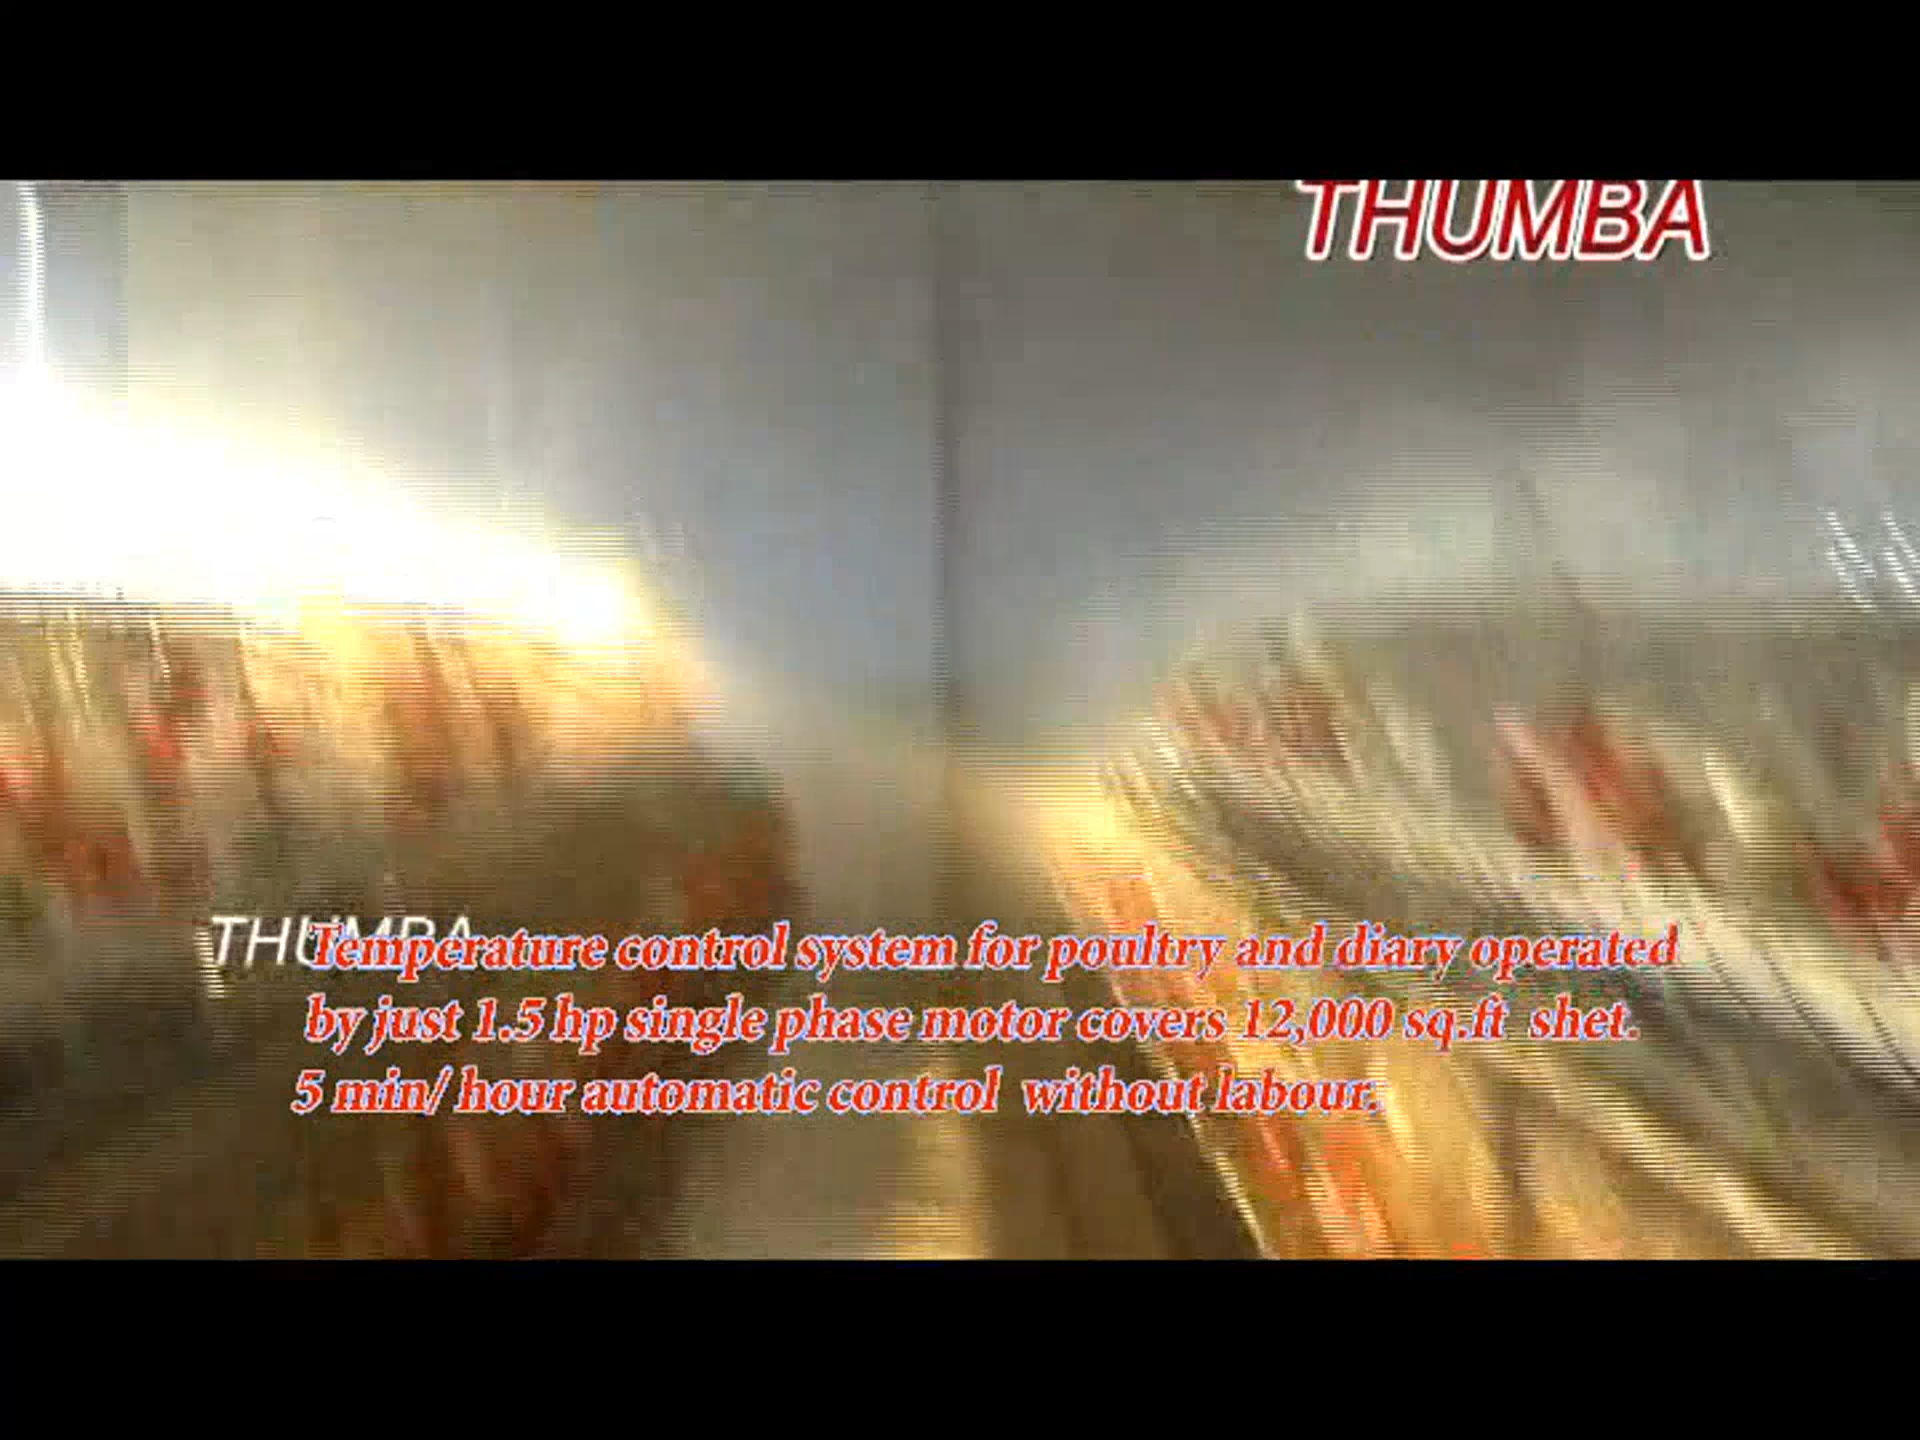 THUMBA
THUMBA
Temperature control system for poultry and diary operated
by just 1.5 hp single phase motor covers 12,000 sq.ft shet.
5 min/ hour automatic control without labour.